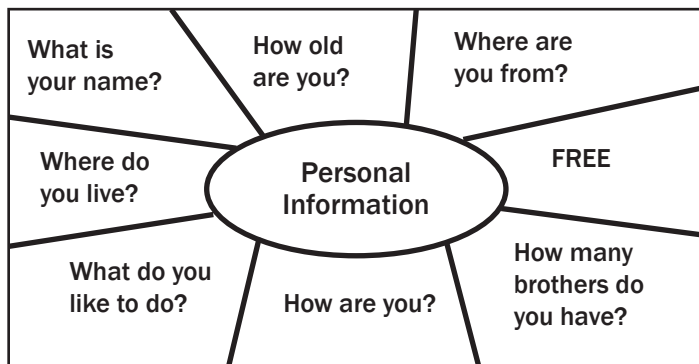 What is
your name?
How old
are you?
Where are
you from?
Where do
you live?
Personal
Information
FREE
What do you
like to do?
How are you?
How many
brothers do
you have?